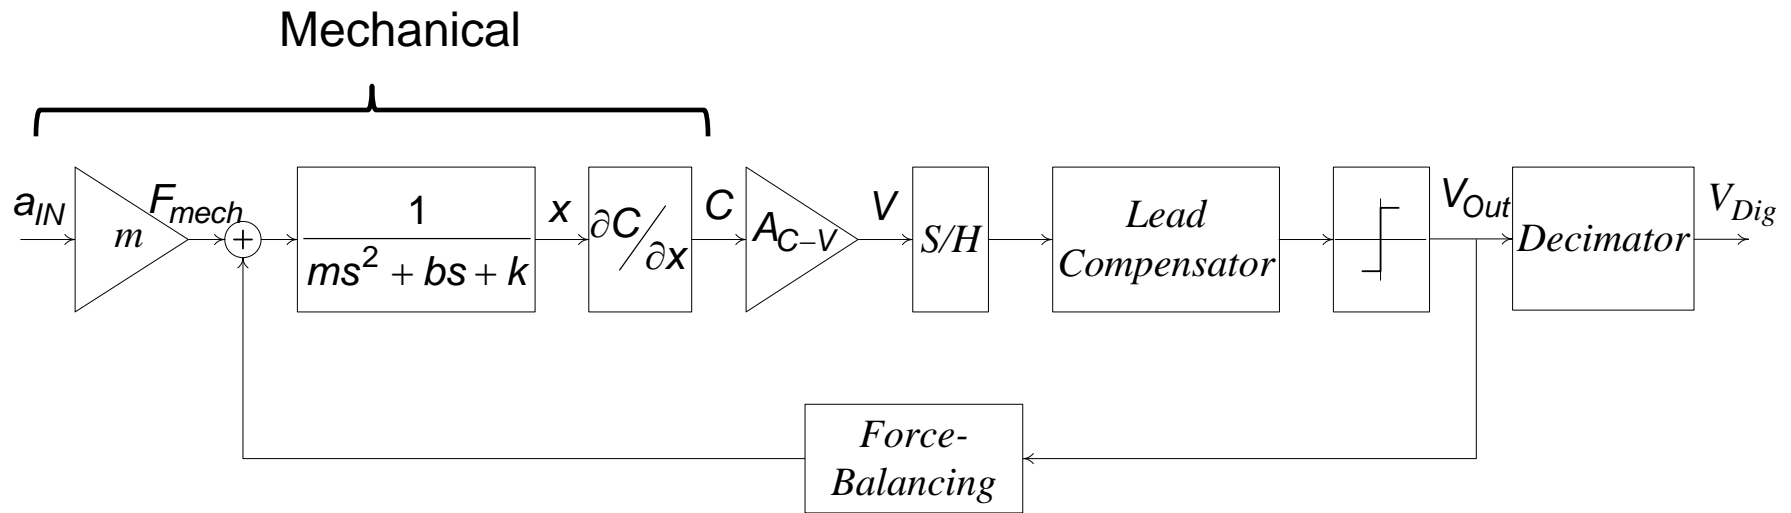 Mechanical
a_IN
m
F_mech
+
1
ms² + bs + k
x
∂C/∂x
C
A_C–V
V
S/H
Lead
Compensator
V_Out
Decimator
V_Dig
Force-
Balancing